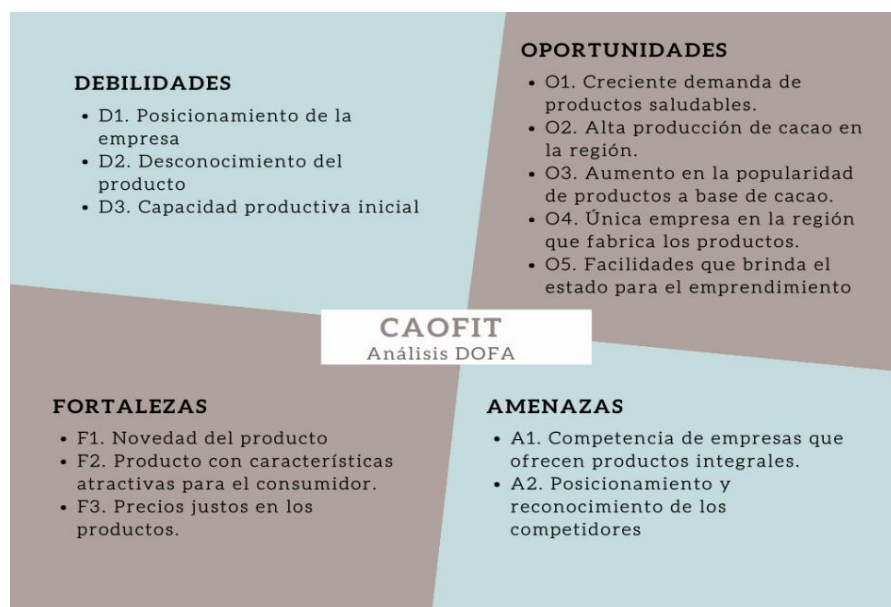 DEBILIDADES
• D1. Posicionamiento de la
empresa
• D2. Desconocimiento del
producto
• D3. Capacidad productiva inicial
OPORTUNIDADES
• O1. Creciente demanda de
productos saludables.
• O2. Alta producción de cacao en
la región.
• O3. Aumento en la popularidad
de productos a base de cacao.
• O4. Única empresa en la región
que fabrica los productos.
• O5. Facilidades que brinda el
estado para el emprendimiento
CAOFIT
Análisis DOFA
FORTALEZAS
• F1. Novedad del producto
• F2. Producto con características
atractivas para el consumidor.
• F3. Precios justos en los
productos.
AMENAZAS
• A1. Competencia de empresas que
ofrecen productos integrales.
• A2. Posicionamiento y
reconocimiento de los
competidores